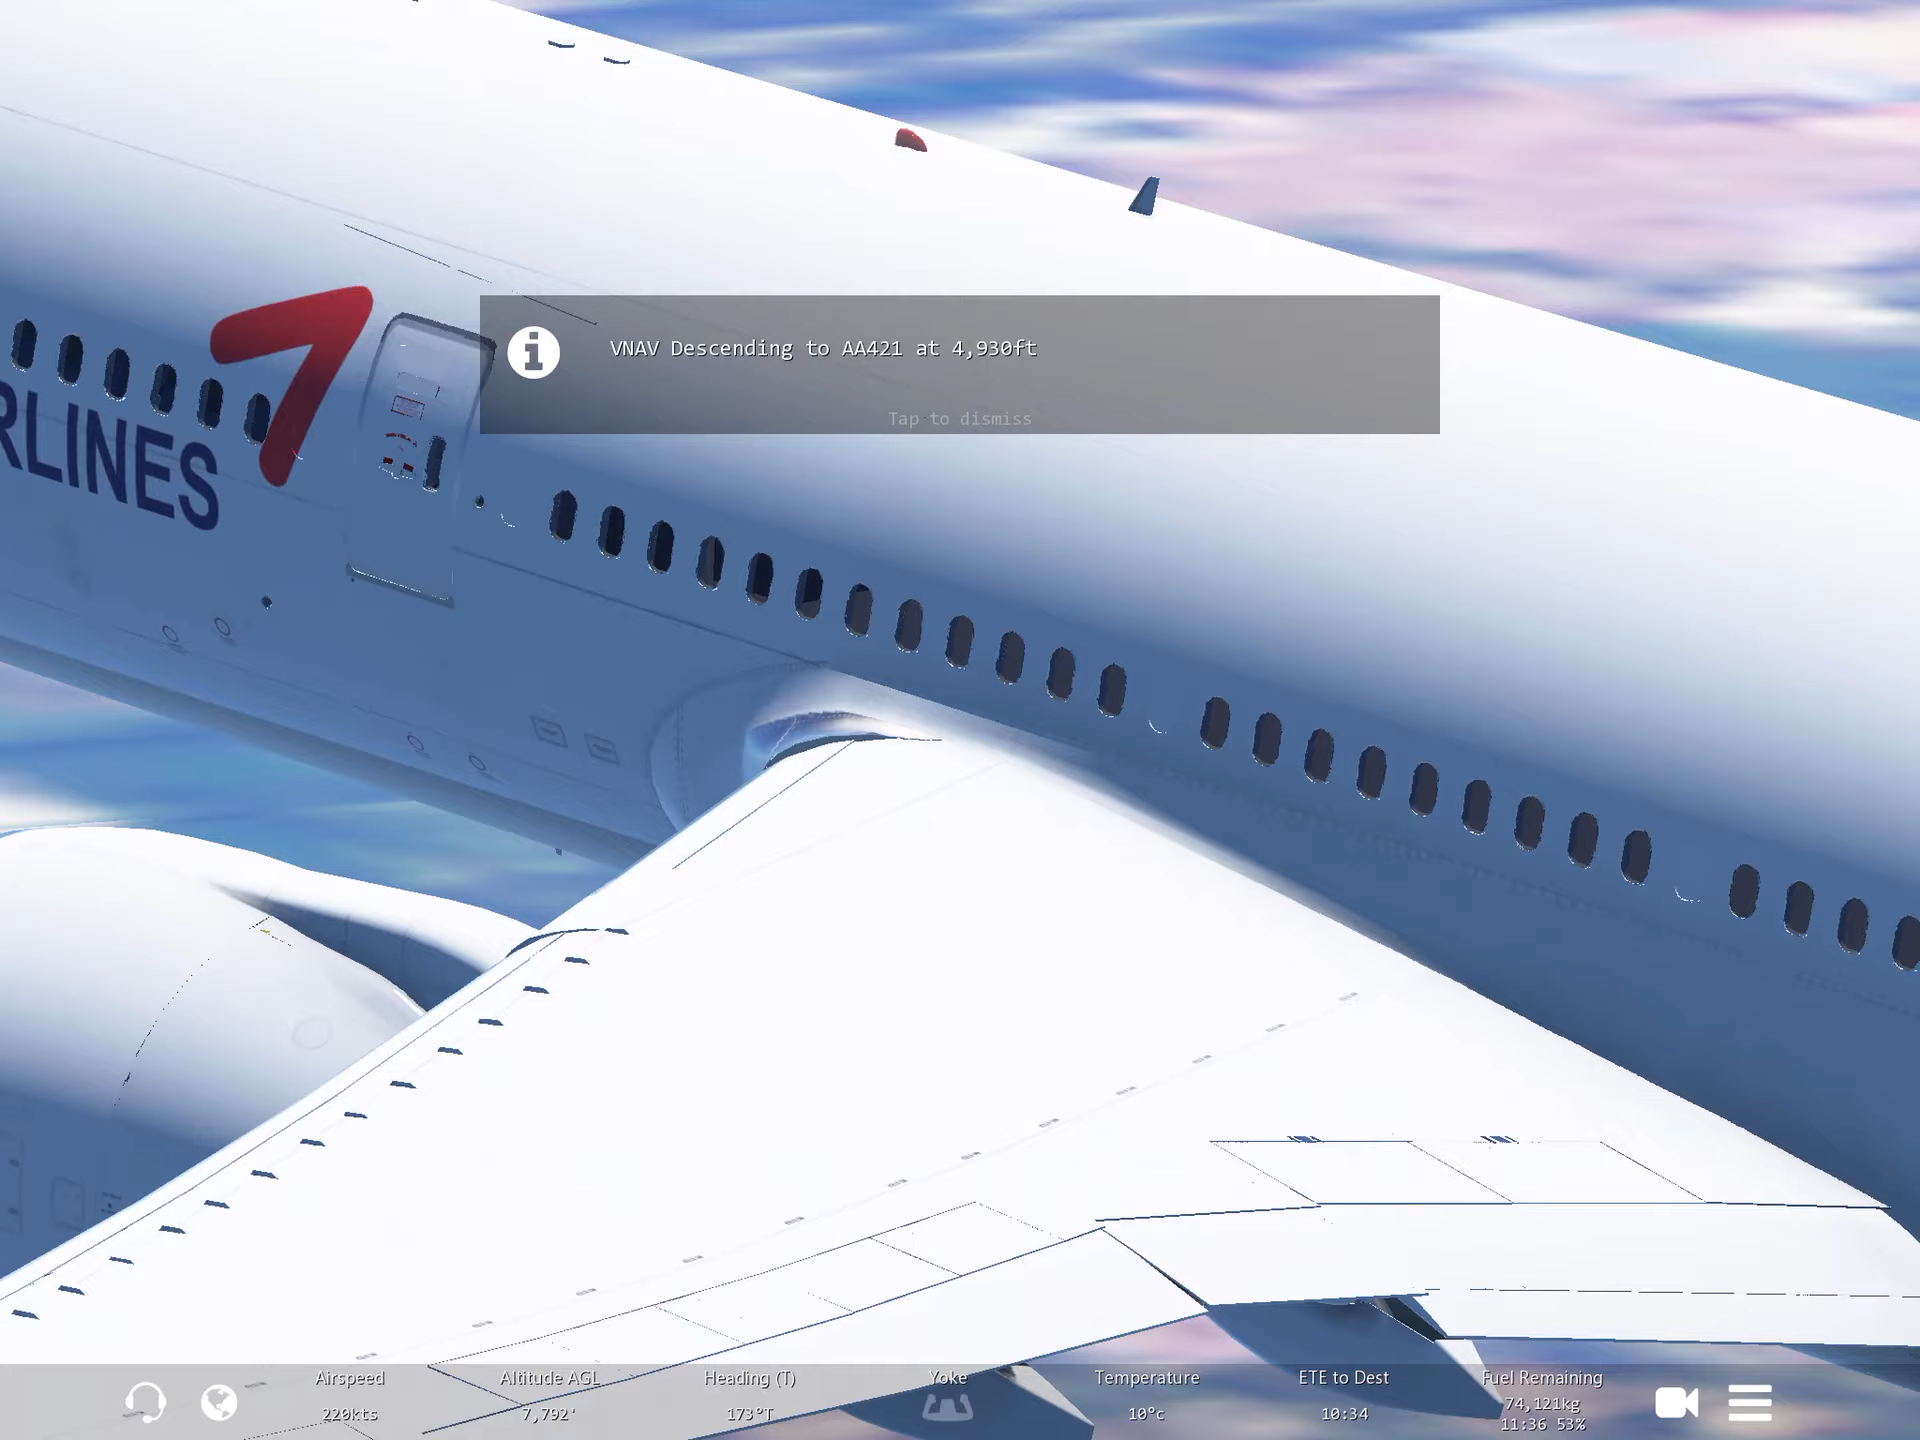 VNAV Descending to AA421 at 4,930ft
Tap to dismiss
RLINES
Airspeed
220kts
Altitude AGL
7,792'
Heading (T)
173°T
Yoke
Temperature
10°c
ETE to Dest
10:34
Fuel Remaining
74,121kg
11:36 53%